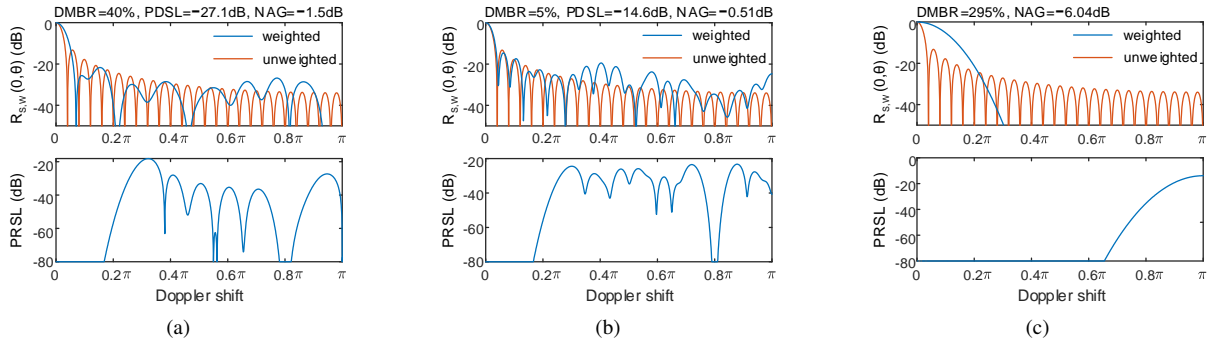 DMBR=40%, PDSL=−27.1dB, NAG=−1.5dB
0
-20
-40
R_{s,w}(0,θ) (dB)
weighted
unweighted
0
0.2π
0.4π
0.6π
0.8π
π
-20
-40
-60
-80
PRSL (dB)
0
0.2π
0.4π
0.6π
0.8π
π
Doppler shift
(a)
DMBR=5%, PDSL=−14.6dB, NAG=−0.51dB
0
-20
-40
R_{s,w}(0,θ) (dB)
weighted
unweighted
0
0.2π
0.4π
0.6π
0.8π
π
-20
-40
-60
-80
PRSL (dB)
0
0.2π
0.4π
0.6π
0.8π
π
Doppler shift
(b)
DMBR=295%, NAG=−6.04dB
0
-20
-40
R_{s,w}(0,θ) (dB)
weighted
unweighted
0
0.2π
0.4π
0.6π
0.8π
π
0
-20
-40
-60
-80
PRSL (dB)
0
0.2π
0.4π
0.6π
0.8π
π
Doppler shift
(c)